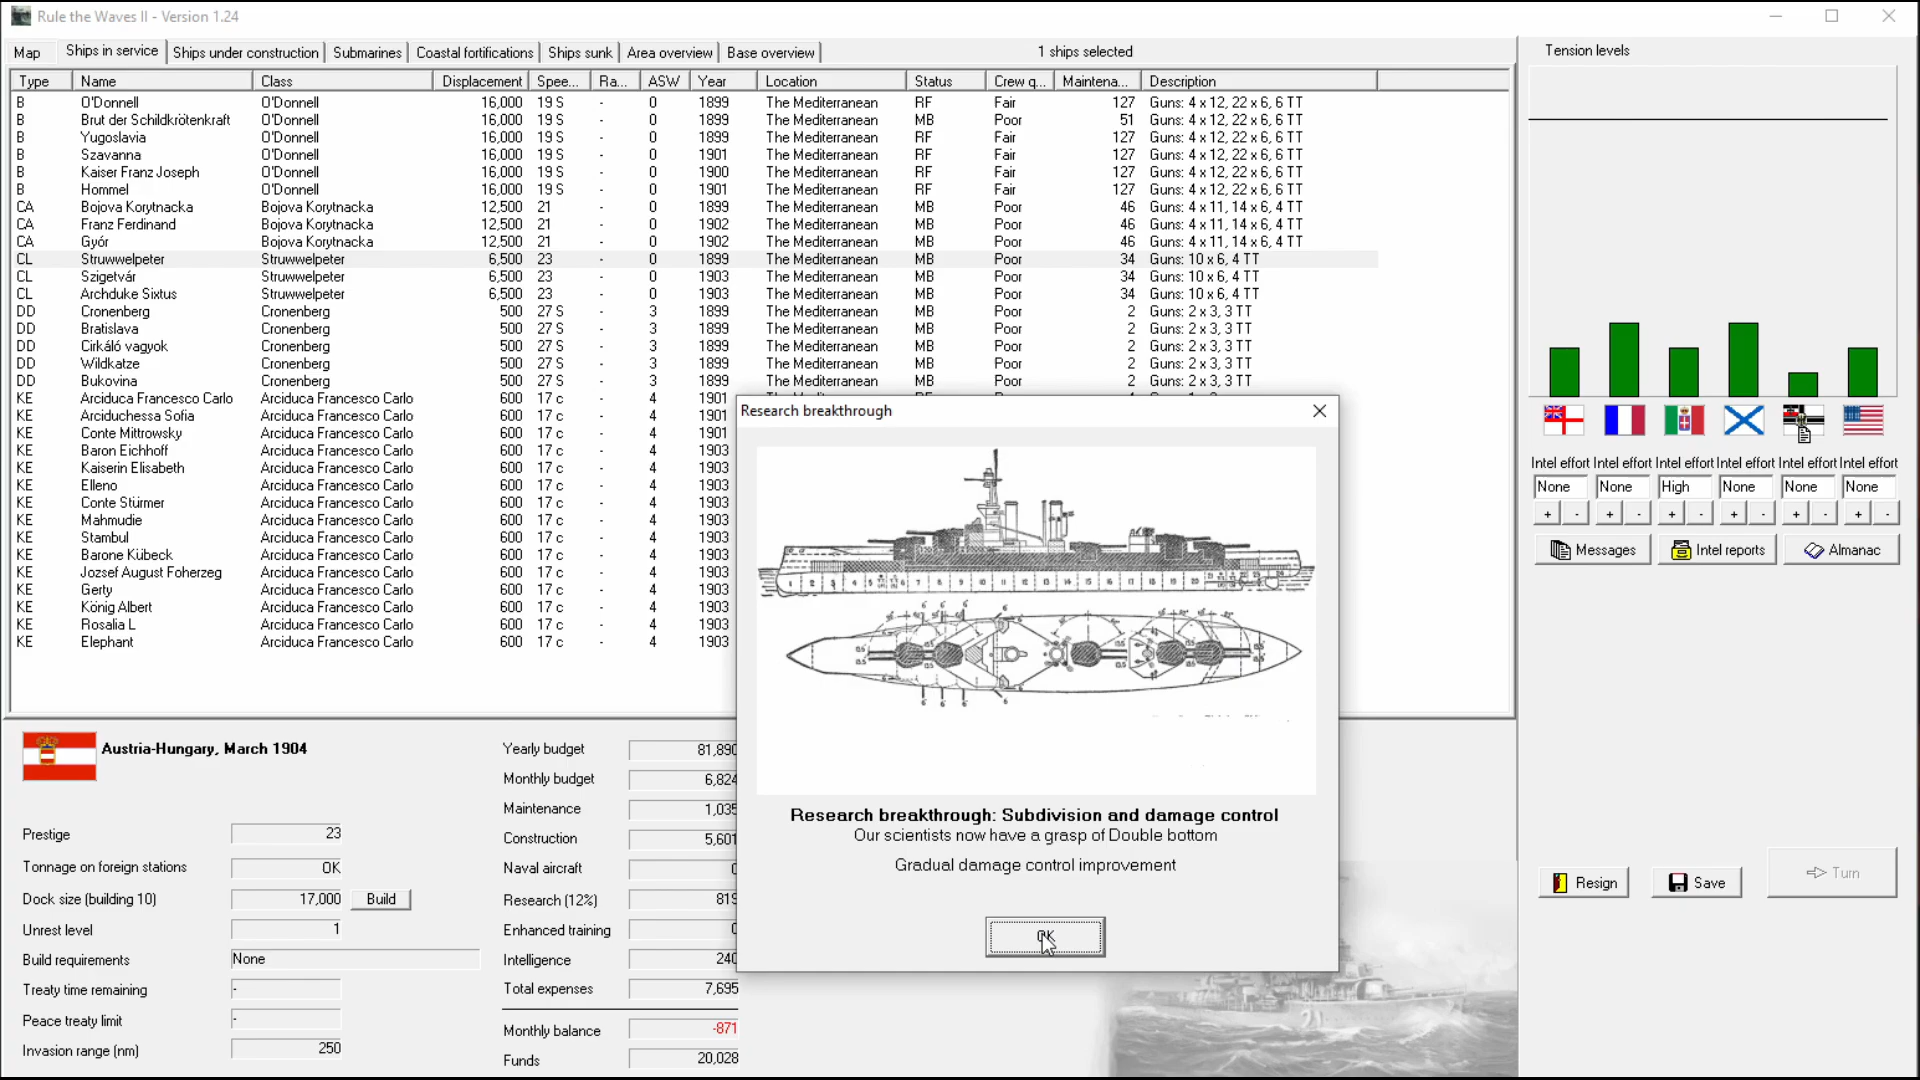 Rule the Waves II - Version 1.24
Map Ships in service Ships under construction Submarines Coastal fortifications Ships sunk Area overview Base overview 1 ships selected Tension levels
Type Name Class Displacement Spee... Ra... ASW Year Location Status Crew q... Maintena... Description
B O'Donnell O'Donnell 16,000 19 S - 0 1899 The Mediterranean RF Fair 127 Guns: 4 x 12, 22 x 6, 6 TT
B Brut der Schildkrötenkraft O'Donnell 16,000 19 S - 0 1899 The Mediterranean MB Poor 51 Guns: 4 x 12, 22 x 6, 6 TT
B Yugoslavia O'Donnell 16,000 19 S - 0 1899 The Mediterranean RF Fair 127 Guns: 4 x 12, 22 x 6, 6 TT
B Szavanna O'Donnell 16,000 19 S - 0 1901 The Mediterranean RF Fair 127 Guns: 4 x 12, 22 x 6, 6 TT
B Kaiser Franz Joseph O'Donnell 16,000 19 S - 0 1900 The Mediterranean RF Fair 127 Guns: 4 x 12, 22 x 6, 6 TT
B Hommel O'Donnell 16,000 19 S - 0 1901 The Mediterranean RF Fair 127 Guns: 4 x 12, 22 x 6, 6 TT
CA Bojova Korytnacka Bojova Korytnacka 12,500 21 - 0 1899 The Mediterranean MB Poor 46 Guns: 4 x 11, 14 x 6, 4 TT
CA Franz Ferdinand Bojova Korytnacka 12,500 21 - 0 1902 The Mediterranean MB Poor 46 Guns: 4 x 11, 14 x 6, 4 TT
CA Győr Bojova Korytnacka 12,500 21 - 0 1902 The Mediterranean MB Poor 46 Guns: 4 x 11, 14 x 6, 4 TT
CL Struwwelpeter Struwwelpeter 6,500 23 - 0 1899 The Mediterranean MB Poor 34 Guns: 10 x 6, 4 TT
CL Szigetvár Struwwelpeter 6,500 23 - 0 1903 The Mediterranean MB Poor 34 Guns: 10 x 6, 4 TT
CL Archduke Sixtus Struwwelpeter 6,500 23 - 0 1903 The Mediterranean MB Poor 34 Guns: 10 x 6, 4 TT
DD Cronenberg Cronenberg 500 27 S - 3 1899 The Mediterranean MB Poor 2 Guns: 2 x 3, 3 TT
DD Bratislava Cronenberg 500 27 S - 3 1899 The Mediterranean MB Poor 2 Guns: 2 x 3, 3 TT
DD Cirkáló vagyok Cronenberg 500 27 S - 3 1899 The Mediterranean MB Poor 2 Guns: 2 x 3, 3 TT
DD Wildkatze Cronenberg 500 27 S - 3 1899 The Mediterranean MB Poor 2 Guns: 2 x 3, 3 TT
DD Bukovina Cronenberg 500 27 S - 3 1899 The Mediterranean MB Poor 2 Guns: 2 x 3, 3 TT
KE Arciduca Francesco Carlo Arciduca Francesco Carlo 600 17 c - 4 1901
KE Arciduchessa Sofia Arciduca Francesco Carlo 600 17 c - 4 1901
KE Conte Mittrowsky Arciduca Francesco Carlo 600 17 c - 4 1901
KE Baron Eichhoff Arciduca Francesco Carlo 600 17 c - 4 1903
KE Kaiserin Elisabeth Arciduca Francesco Carlo 600 17 c - 4 1903
KE Elleno Arciduca Francesco Carlo 600 17 c - 4 1903
KE Conte Stürmer Arciduca Francesco Carlo 600 17 c - 4 1903
KE Mahmudie Arciduca Francesco Carlo 600 17 c - 4 1903
KE Stambul Arciduca Francesco Carlo 600 17 c - 4 1903
KE Barone Kübeck Arciduca Francesco Carlo 600 17 c - 4 1903
KE Jozsef August Foherzeg Arciduca Francesco Carlo 600 17 c - 4 1903
KE Gerty Arciduca Francesco Carlo 600 17 c - 4 1903
KE König Albert Arciduca Francesco Carlo 600 17 c - 4 1903
KE Rosalia L Arciduca Francesco Carlo 600 17 c - 4 1903
KE Elephant Arciduca Francesco Carlo 600 17 c - 4 1903
Research breakthrough
Research breakthrough: Subdivision and damage control
Our scientists now have a grasp of Double bottom
Gradual damage control improvement
OK
Intel effort Intel effort Intel effort Intel effort Intel effort Intel effort
None None High None None None
+ - + - + - + - + - + -
Messages Intel reports Almanac
Resign Save Turn
Austria-Hungary, March 1904
Prestige 23
Tonnage on foreign stations OK
Dock size (building 10) 17,000 Build
Unrest level 1
Build requirements None
Treaty time remaining -
Peace treaty limit -
Invasion range (nm) 250
Yearly budget 81,890
Monthly budget 6,824
Maintenance 1,035
Construction 5,601
Naval aircraft 0
Research (12%) 819
Enhanced training 0
Intelligence 240
Total expenses 7,695
Monthly balance -871
Funds 20,028